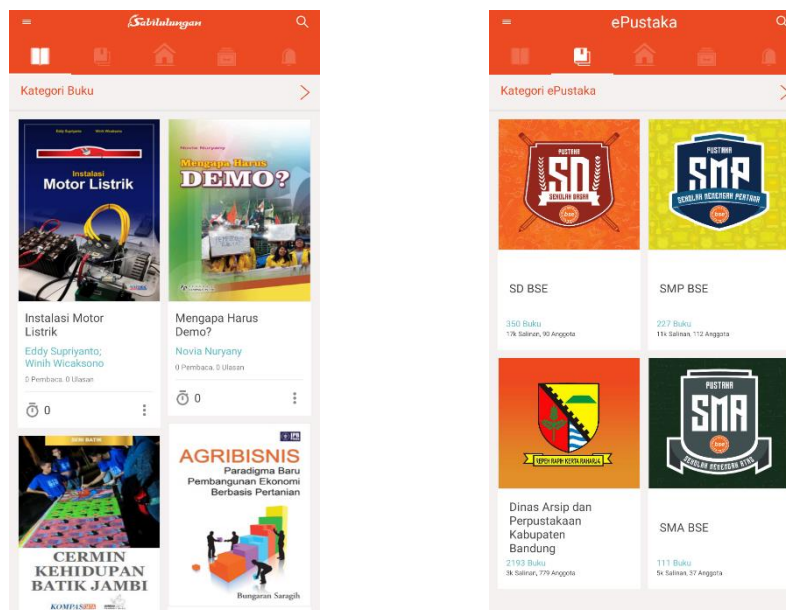 Sabilulungan
Kategori Buku
Eddy Supriyanto
Winih Wicaksono
Instalasi
Motor Listrik
Novia Nuryany
Mengapa Harus
DEMO?
Instalasi Motor
Listrik
Eddy Supriyanto;
Winih Wicaksono
0 Pembaca, 0 Ulasan
0
Mengapa Harus
Demo?
Novia Nuryany
0 Pembaca, 0 Ulasan
0
SERI BATIK
CERMIN
KEHIDUPAN
BATIK JAMBI
KOMPAS
AGRIBISNIS
Paradigma Baru
Pembangunan Ekonomi
Berbasis Pertanian
Bungaran Saragih
ePustaka
Kategori ePustaka
PUSTAKA
SD
SEKOLAH DASAR
bse
SD BSE
350 Buku
17k Salinan, 90 Anggota
PUSTAKA
SMP
SEKOLAH MENENGAH PERTAMA
bse
SMP BSE
227 Buku
11k Salinan, 112 Anggota
REPEH RAPIH KERTA RAHARJA
Dinas Arsip dan
Perpustakaan
Kabupaten
Bandung
2193 Buku
3k Salinan, 779 Anggota
PUSTAKA
SMA
SEKOLAH MENENGAH ATAS
bse
SMA BSE
111 Buku
5k Salinan, 37 Anggota